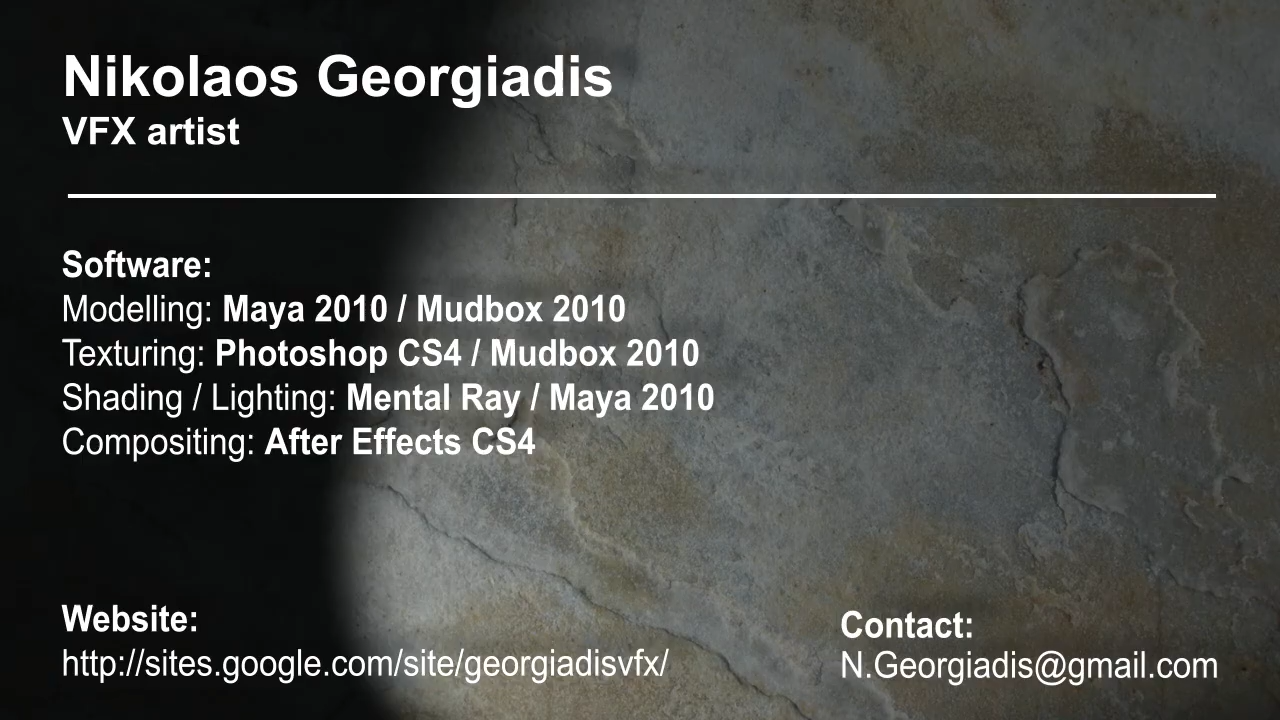 Nikolaos Georgiadis
VFX artist
Software:
Modelling: Maya 2010 / Mudbox 2010
Texturing: Photoshop CS4 / Mudbox 2010
Shading / Lighting: Mental Ray / Maya 2010
Compositing: After Effects CS4
Website:
http://sites.google.com/site/georgiadisvfx/
Contact:
N.Georgiadis@gmail.com